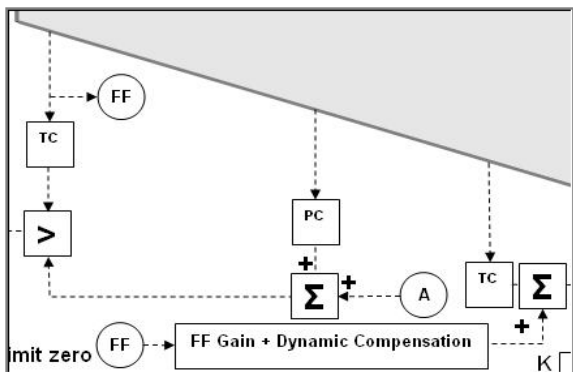 FF
TC
PC
>
+
+
TC
Σ
Σ
A
+
FF
FF Gain + Dynamic Compensation
imit zero
K